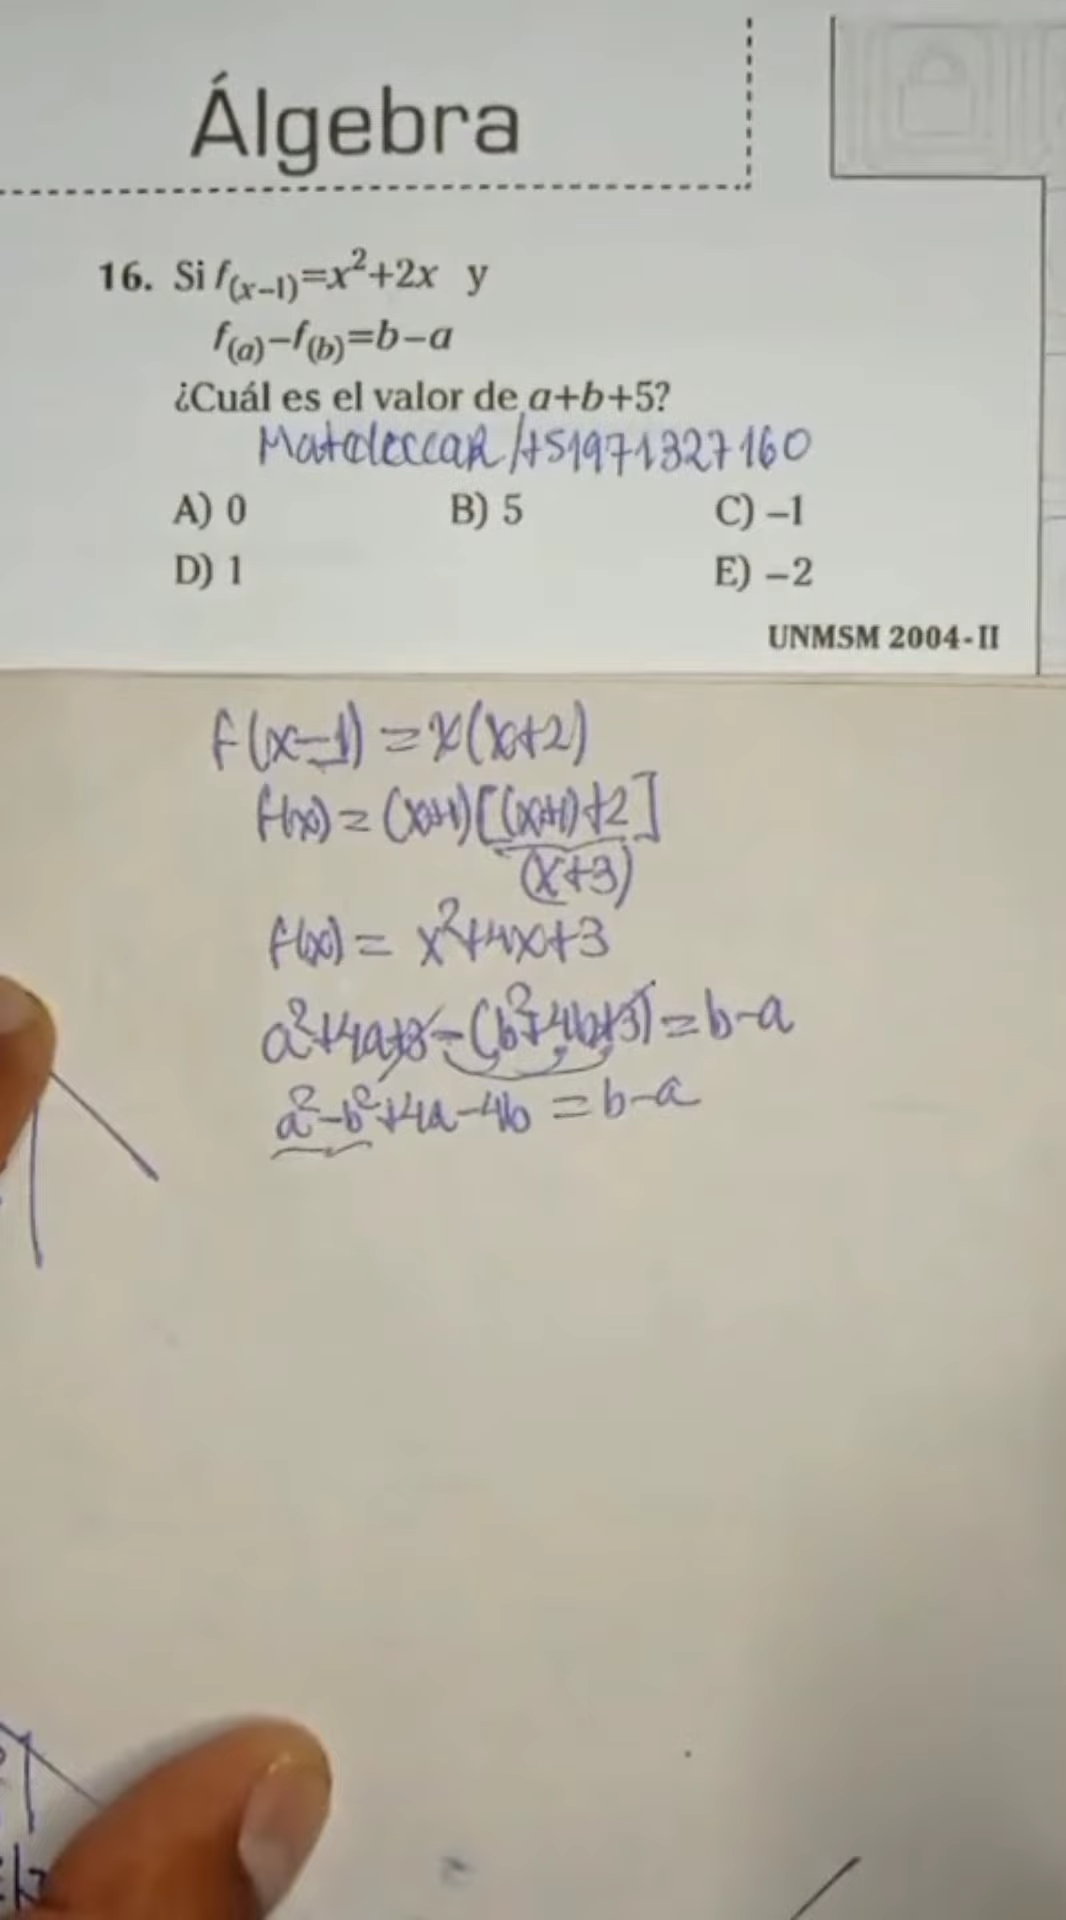 Álgebra
16. Si f(x–1)=x²+2x y
f(a)–f(b)=b–a
¿Cuál es el valor de a+b+5?
Mateleccar/+51971327160
A) 0 B) 5 C) –1
D) 1 E) –2
UNMSM 2004-II
f(x-1) = x(x+2)
f(x) = (x+1)[(x+1)+2]
(x+3)
f(x) = x²+4x+3
a²+4a+3-(b²+4b+3)=b-a
a²-b²+4a-4b = b-a